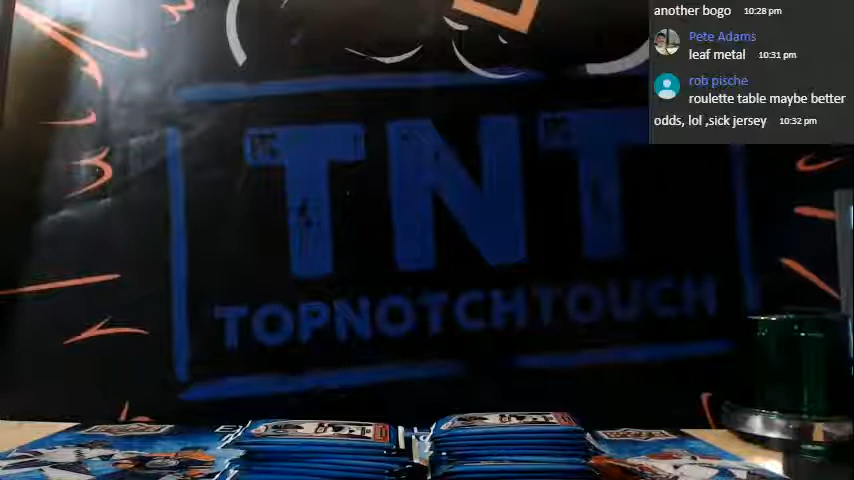 another bogo 10:28 pm
Pete Adams
leaf metal 10:31 pm
rob pische
roulette table maybe better
odds, lol ,sick jersey 10:32 pm
TNT
TOPNOTCHTOUCH